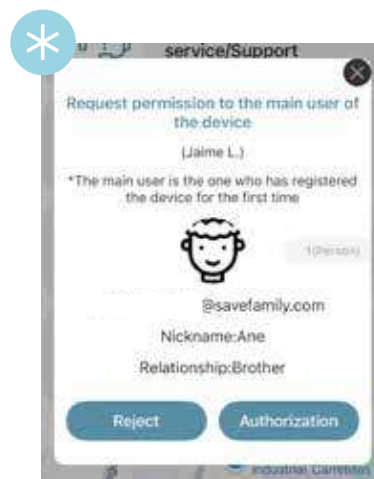 service/Support
Request permission to the main user of
the device
(Jaime L.)
*The main user is the one who has registered
the device for the first time
1(Person)
@savefamily.com
Nickname:Ane
Relationship:Brother
Reject
Authorization
Industrial Carretites